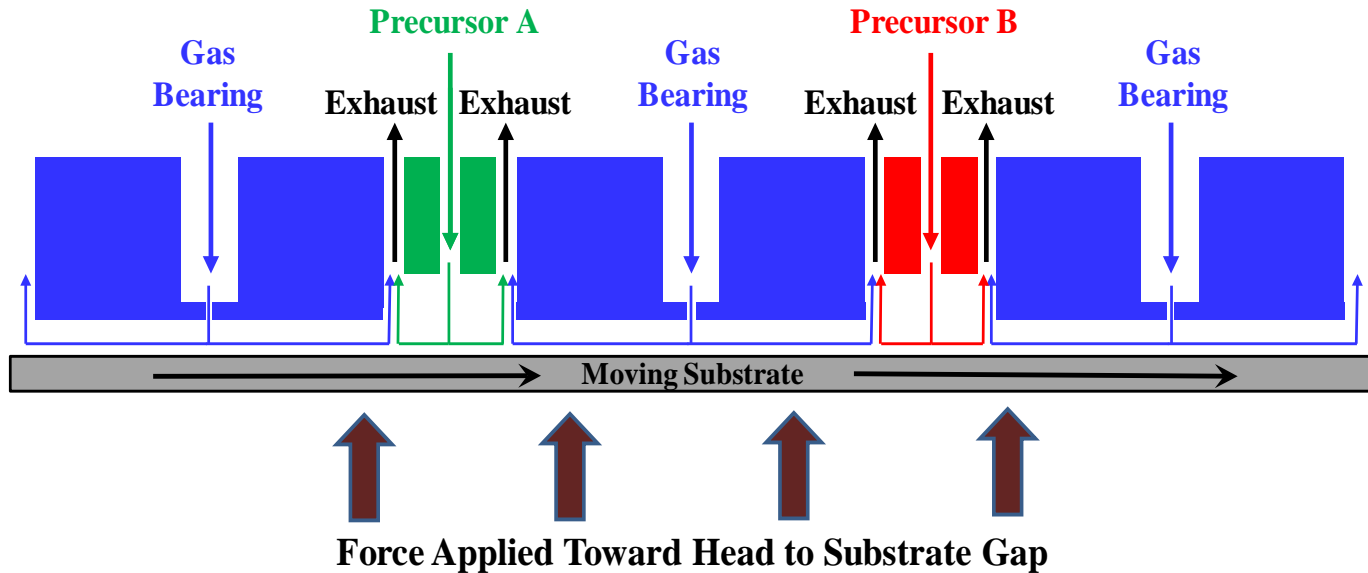 Precursor A
Precursor B
Gas
Bearing
Gas
Bearing
Gas
Bearing
Exhaust
Exhaust
Exhaust
Exhaust
Moving Substrate
Force Applied Toward Head to Substrate Gap